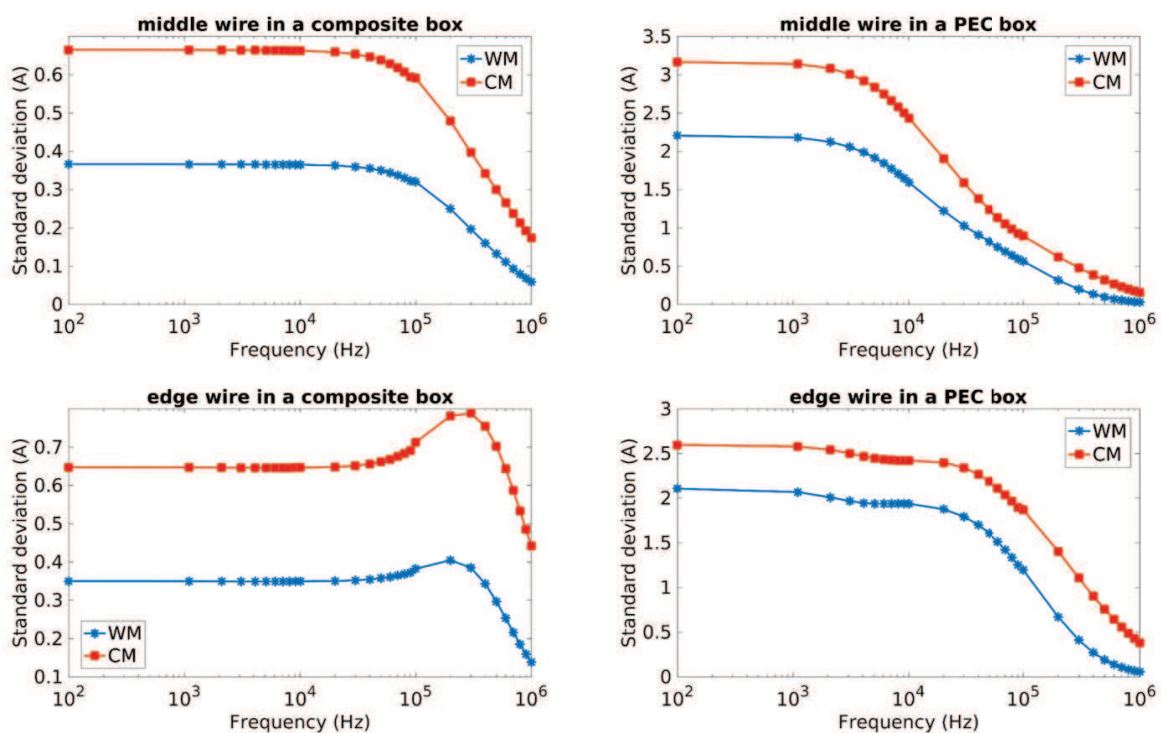 middle wire in a composite box
Standard deviation (A)
0.6
0.5
0.4
0.3
0.2
0.1
0
WM
CM
10^2
10^3
10^4
10^5
10^6
Frequency (Hz)
middle wire in a PEC box
Standard deviation (A)
3.5
3
2.5
2
1.5
1
0.5
0
WM
CM
10^2
10^3
10^4
10^5
10^6
Frequency (Hz)
edge wire in a composite box
Standard deviation (A)
0.7
0.6
0.5
0.4
0.3
0.2
0.1
WM
CM
10^2
10^3
10^4
10^5
10^6
Frequency (Hz)
edge wire in a PEC box
Standard deviation (A)
3
2.5
2
1.5
1
0.5
0
WM
CM
10^2
10^3
10^4
10^5
10^6
Frequency (Hz)